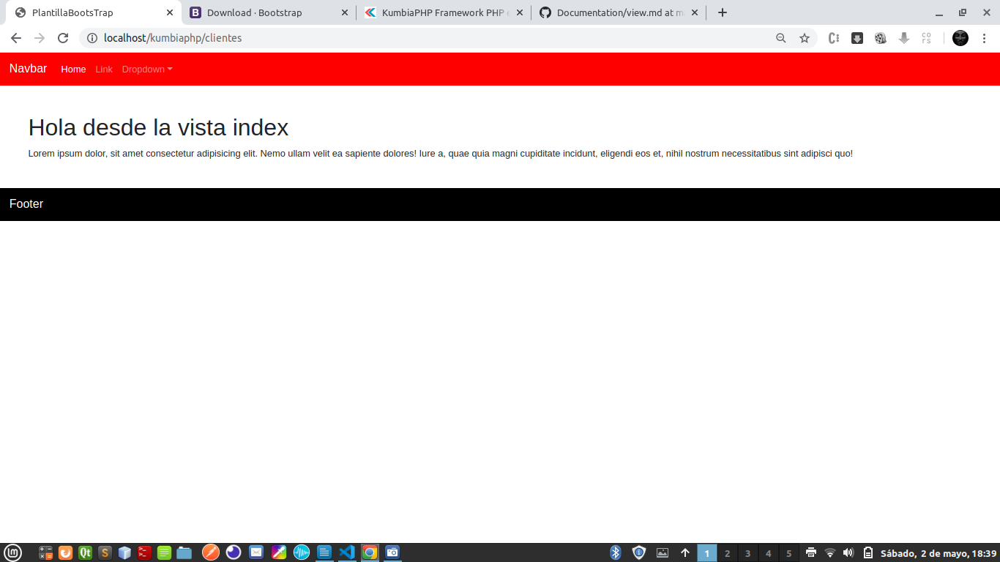 PlantillaBootsTrap
Download · Bootstrap
KumbiaPHP Framework PHP e
Documentation/view.md at m
localhost/kumbiaphp/clientes
co
rs
Navbar Home Link Dropdown
Hola desde la vista index
Lorem ipsum dolor, sit amet consectetur adipisicing elit. Nemo ullam velit ea sapiente dolores! Iure a, quae quia magni cupiditate incidunt, eligendi eos et, nihil nostrum necessitatibus sint adipisci quo!
Footer
Qt
S
1 2 3 4 5
Sábado, 2 de mayo, 18:39